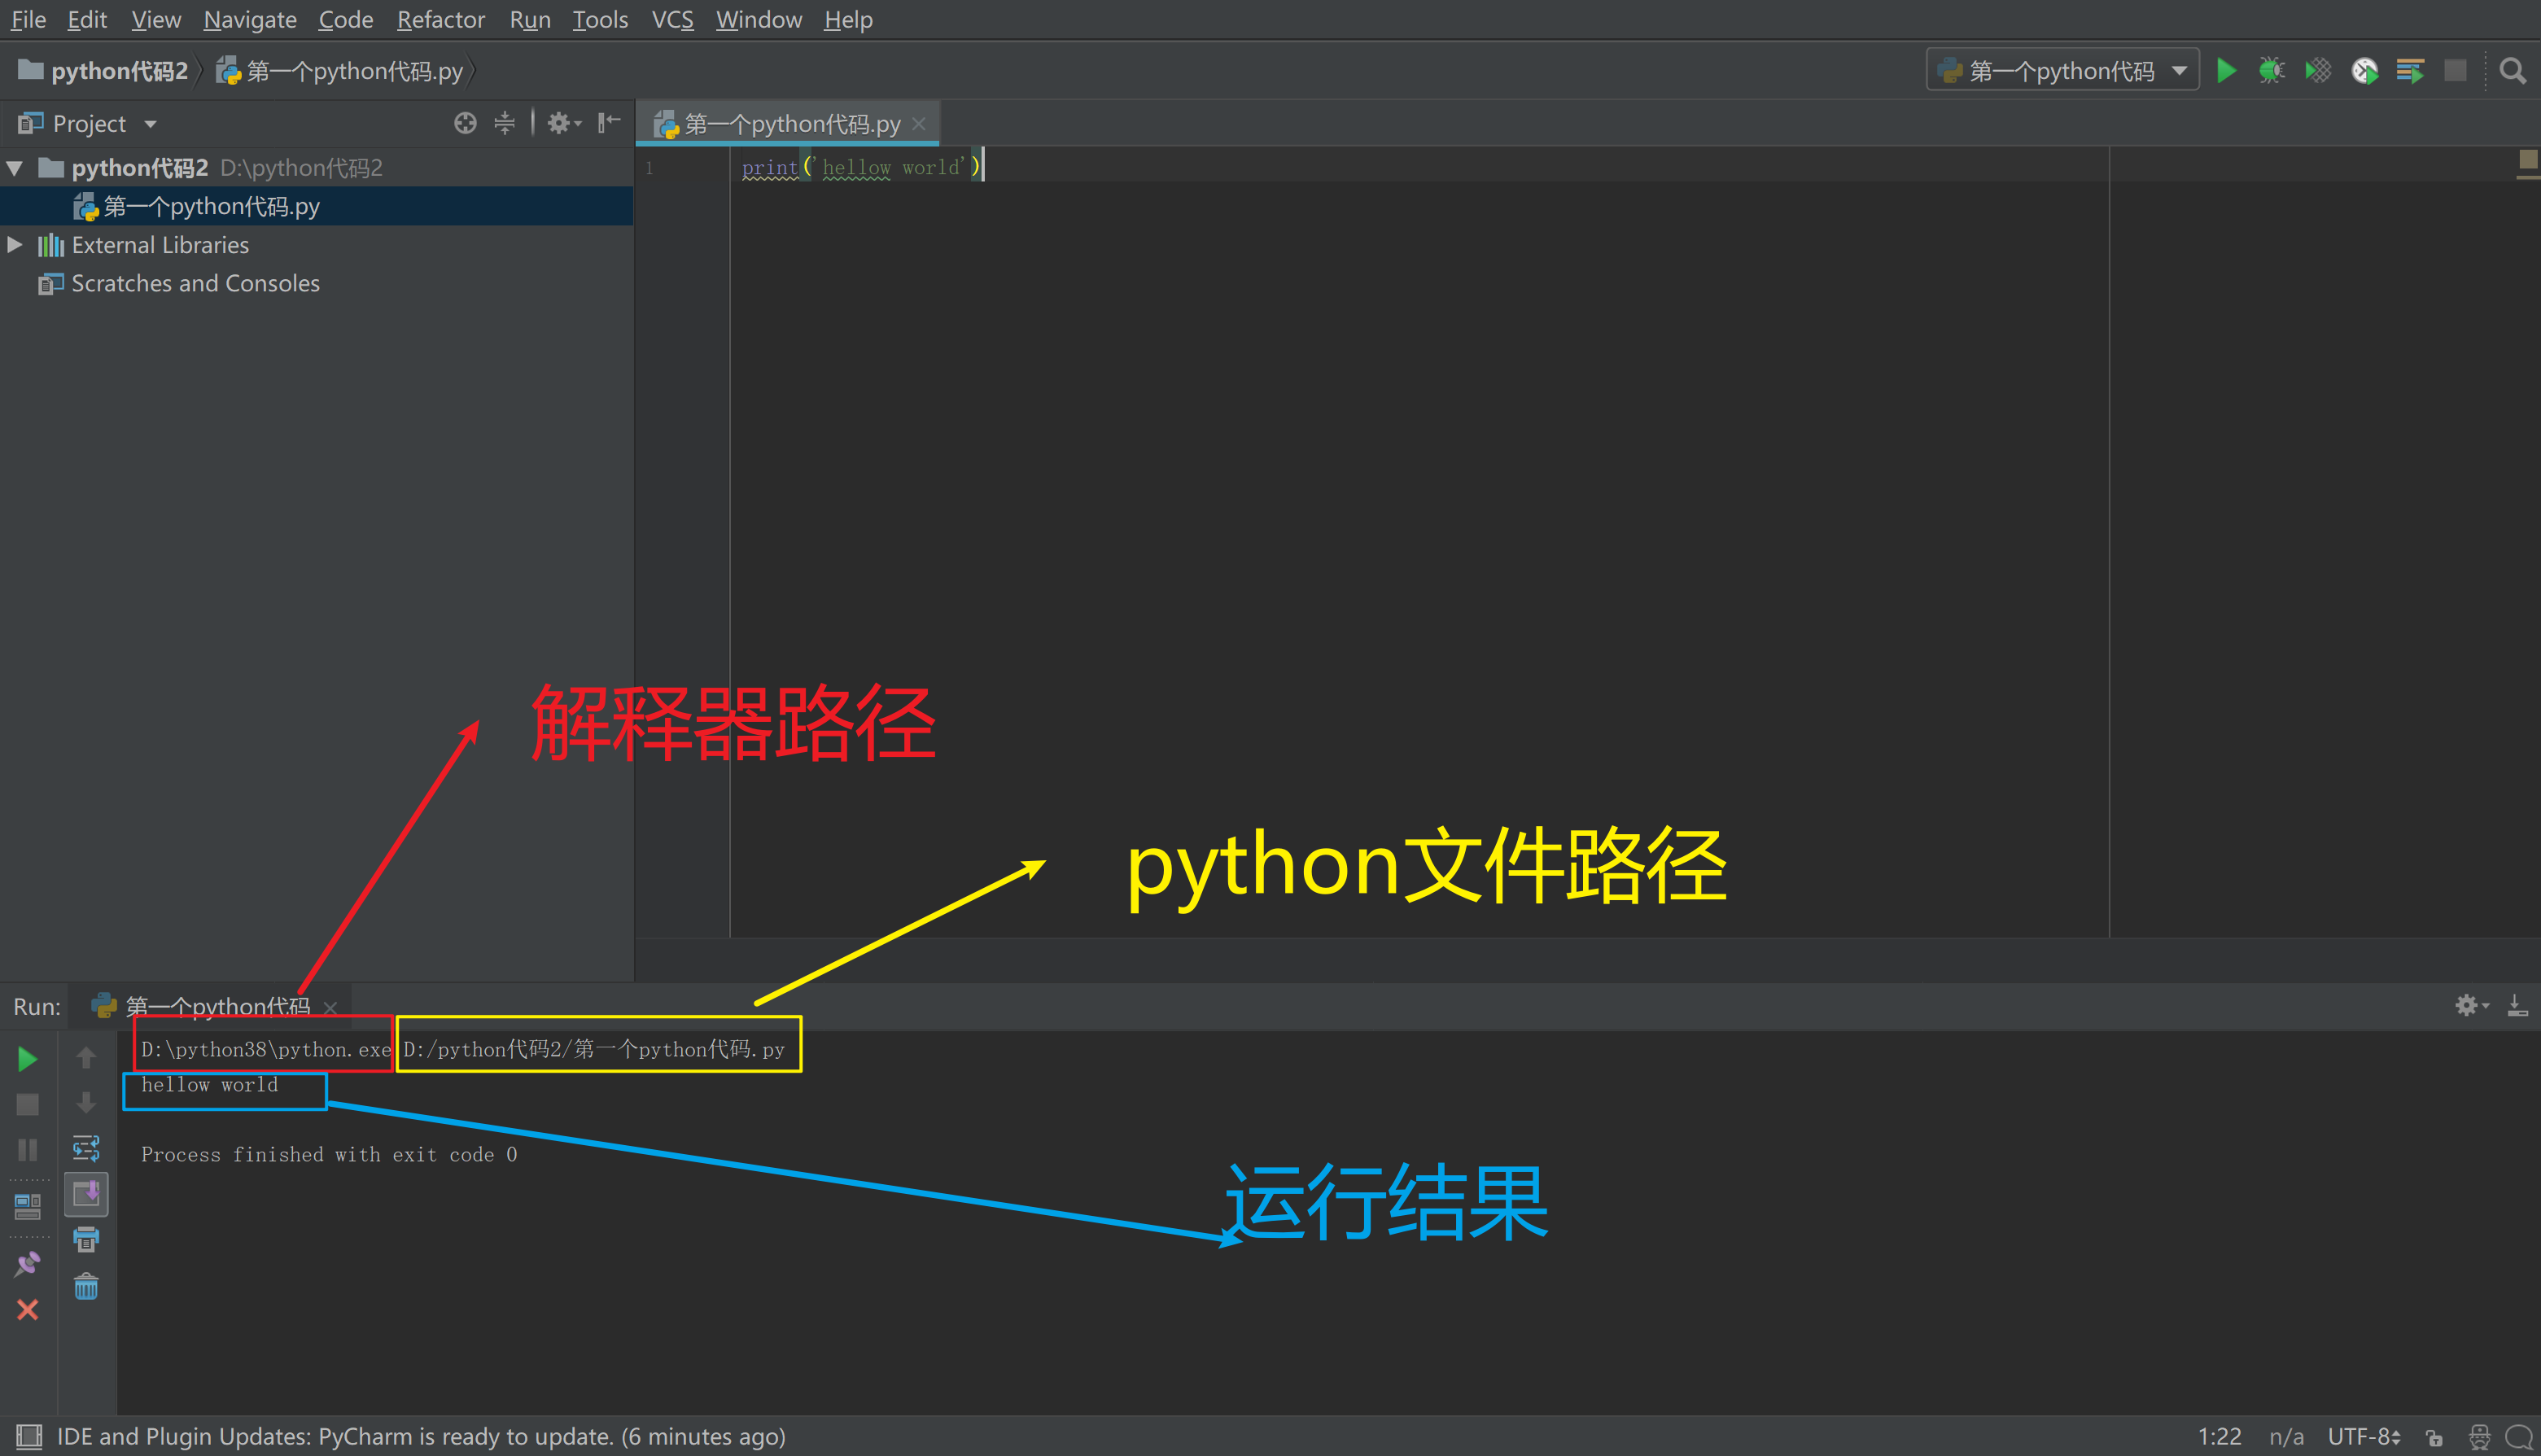 File Edit View Navigate Code Refactor Run Tools VCS Window Help
python代码2 第一个python代码.py 第一个python代码
Project 第一个python代码.py
python代码2 D:\python代码2
1 print('hellow world')
第一个python代码.py
External Libraries
Scratches and Consoles
解释器路径
python文件路径
Run: 第一个python代码
D:\python38\python.exe D:/python代码2/第一个python代码.py
hellow world
Process finished with exit code 0
运行结果
IDE and Plugin Updates: PyCharm is ready to update. (6 minutes ago) 1:22 n/a UTF-8